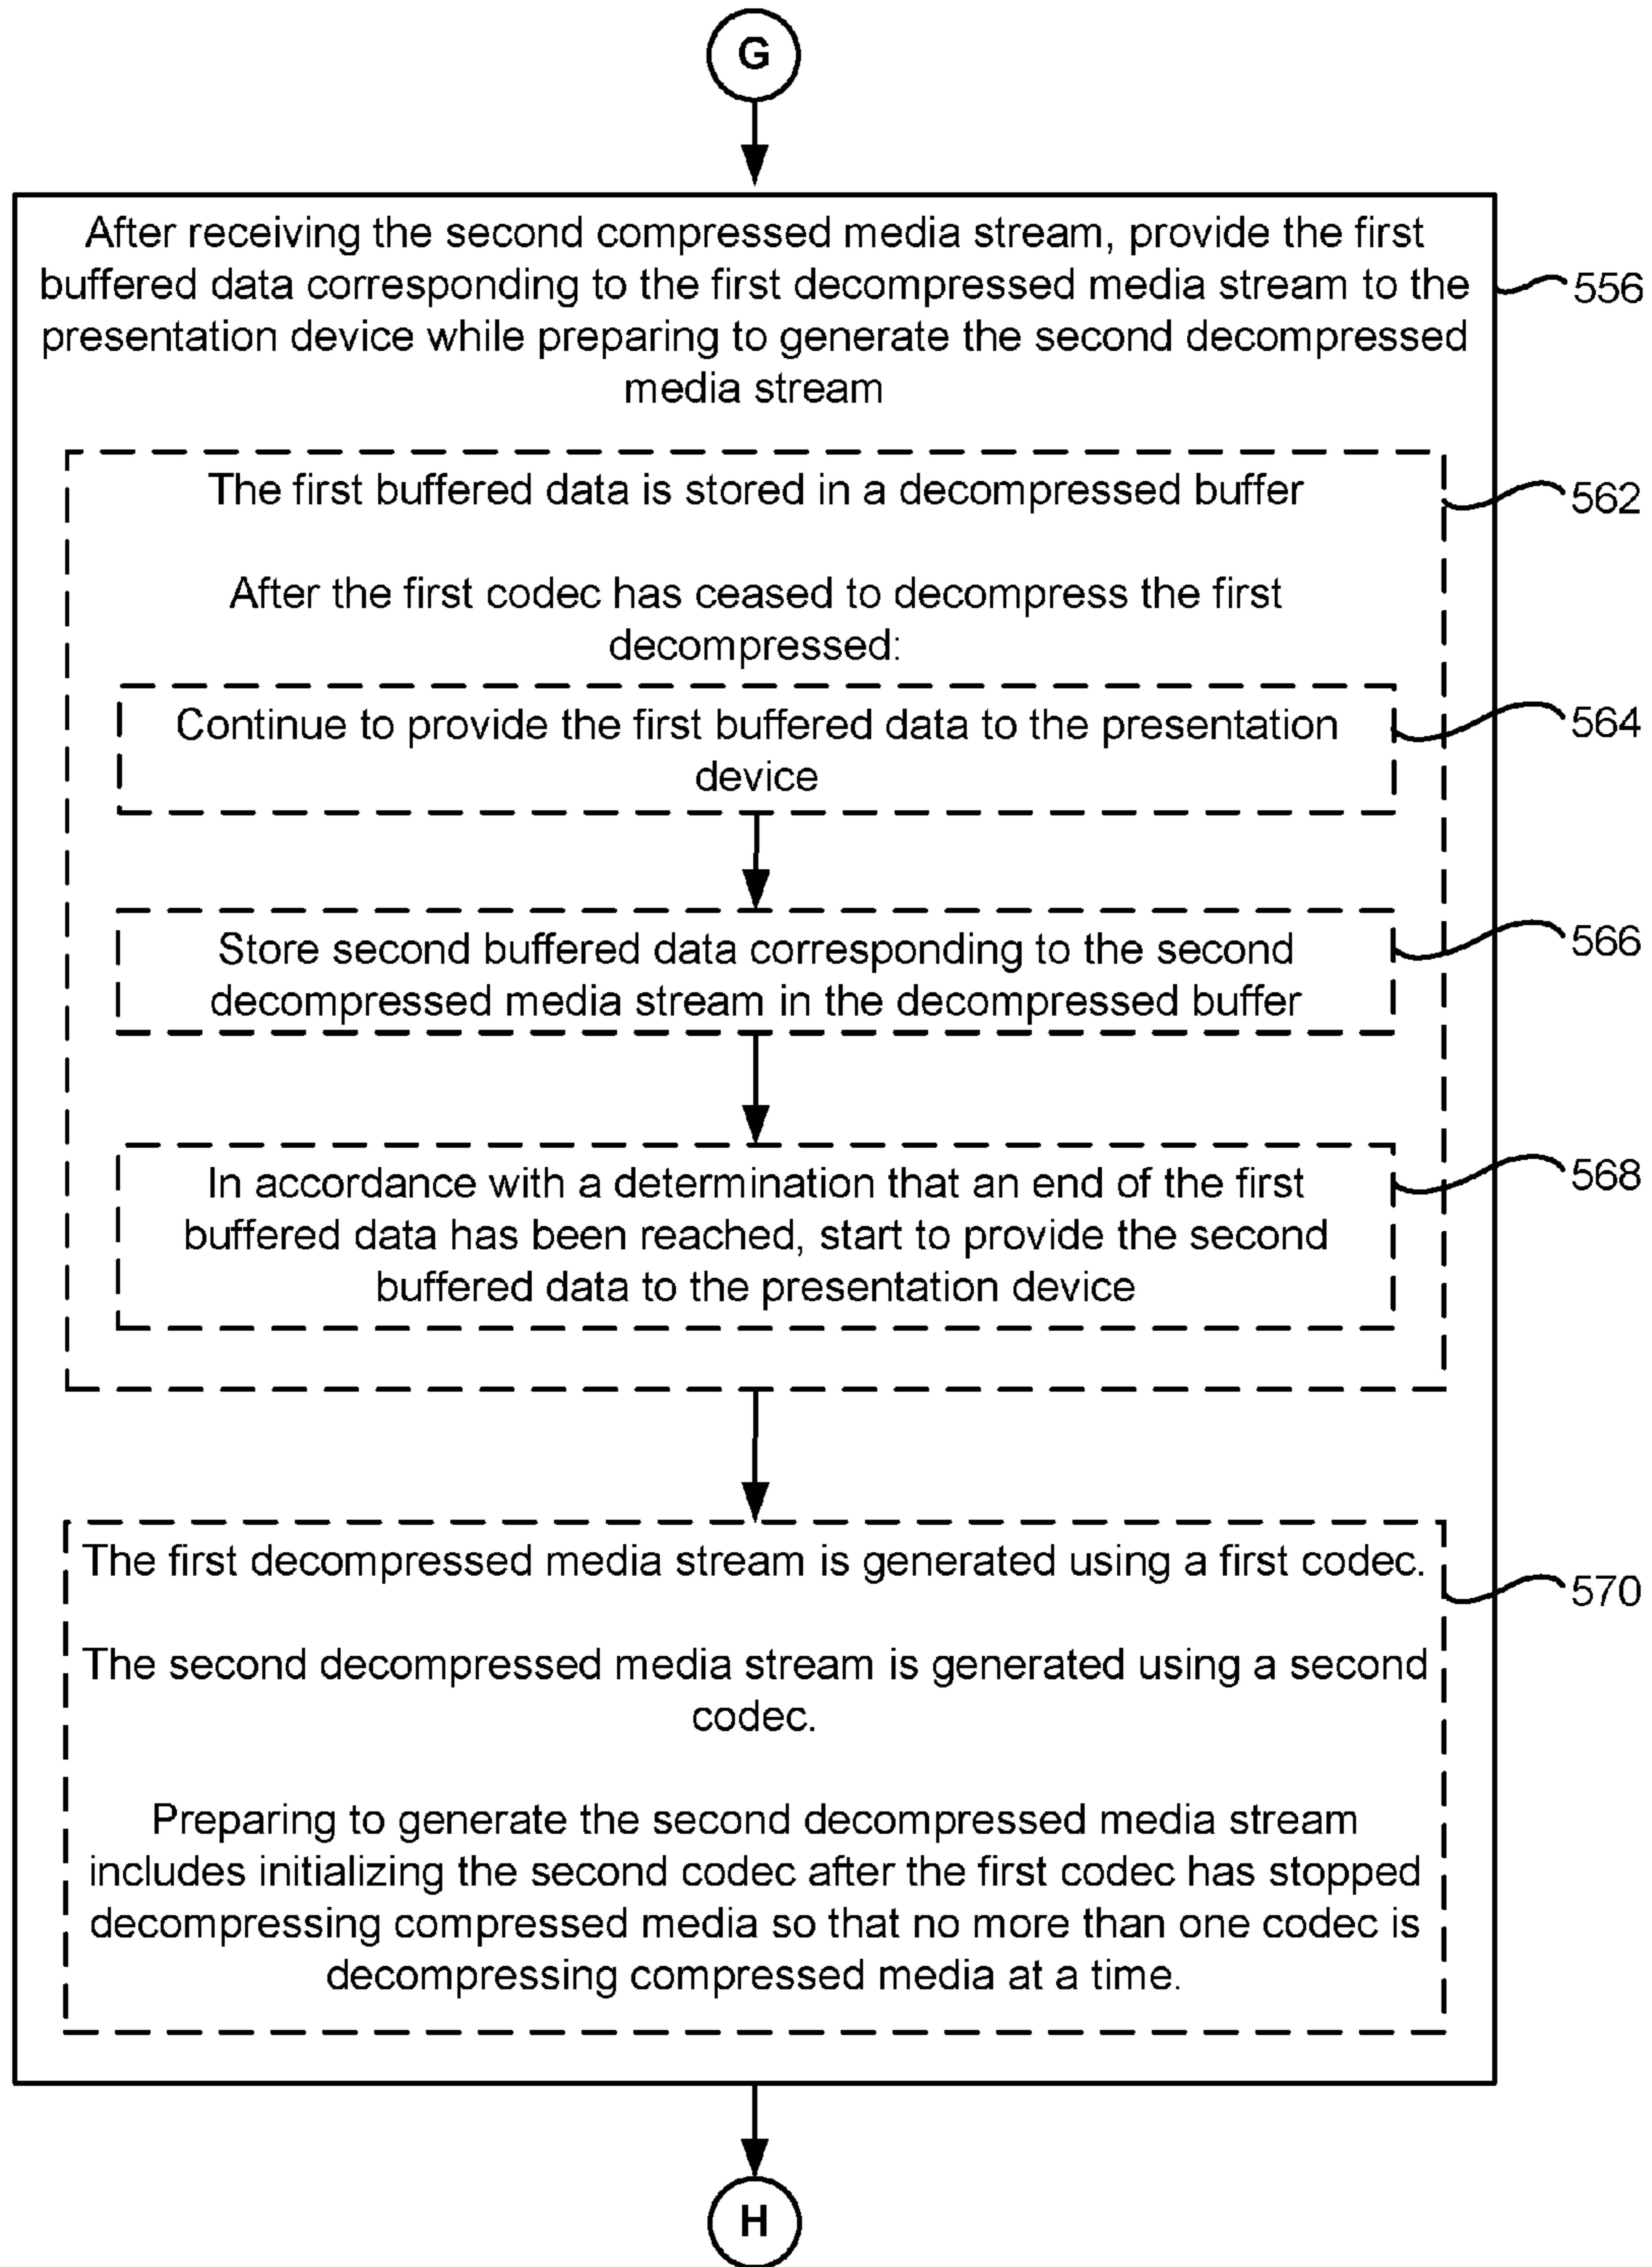 G
After receiving the second compressed media stream, provide the first
buffered data corresponding to the first decompressed media stream to the
presentation device while preparing to generate the second decompressed
media stream
556
The first buffered data is stored in a decompressed buffer
562
After the first codec has ceased to decompress the first
decompressed:
Continue to provide the first buffered data to the presentation
device
564
Store second buffered data corresponding to the second
decompressed media stream in the decompressed buffer
566
In accordance with a determination that an end of the first
buffered data has been reached, start to provide the second
buffered data to the presentation device
568
The first decompressed media stream is generated using a first codec.
570
The second decompressed media stream is generated using a second
codec.
Preparing to generate the second decompressed media stream
includes initializing the second codec after the first codec has stopped
decompressing compressed media so that no more than one codec is
decompressing compressed media at a time.
H